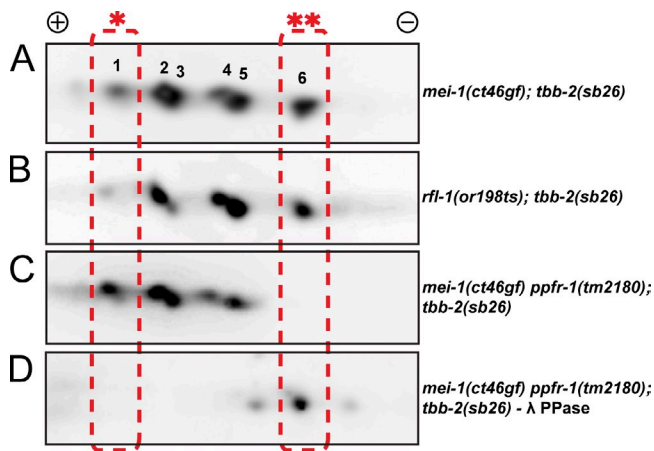 ⊕ * ** ⊖
A
1 2 3 4 5 6
mei-1(ct46gf); tbb-2(sb26)
B
rfl-1(or198ts); tbb-2(sb26)
C
mei-1(ct46gf) ppfr-1(tm2180);
tbb-2(sb26)
D
mei-1(ct46gf) ppfr-1(tm2180);
tbb-2(sb26) - λ PPase